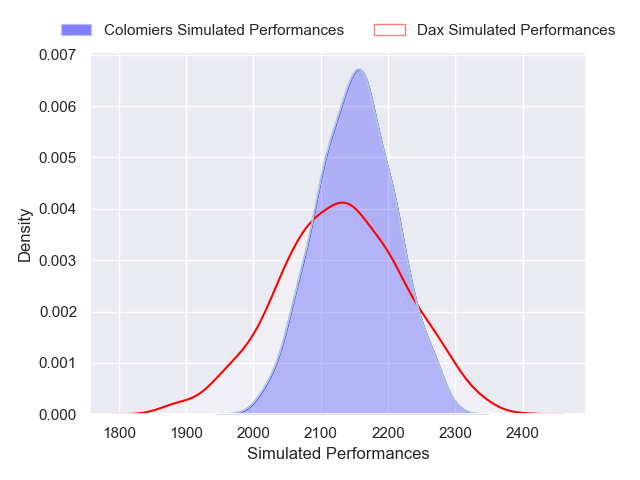 Colomiers Simulated Performances Dax Simulated Performances
0.007
0.006
0.005
0.004
0.003
0.002
0.001
0.000
Density
1800 1900 2000 2100 2200 2300 2400
Simulated Performances